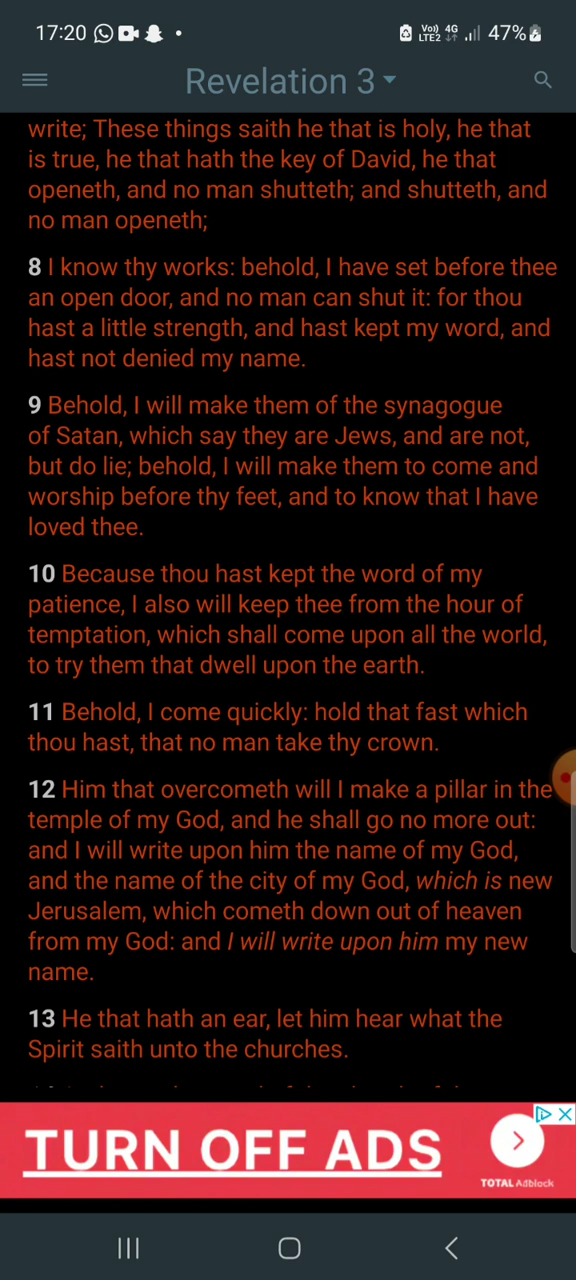 17:20
Vo)) 4G
LTE2
47%
Revelation 3
write; These things saith he that is holy, he that
is true, he that hath the key of David, he that
openeth, and no man shutteth; and shutteth, and
no man openeth;
8 I know thy works: behold, I have set before thee
an open door, and no man can shut it: for thou
hast a little strength, and hast kept my word, and
hast not denied my name.
9 Behold, I will make them of the synagogue
of Satan, which say they are Jews, and are not,
but do lie; behold, I will make them to come and
worship before thy feet, and to know that I have
loved thee.
10 Because thou hast kept the word of my
patience, I also will keep thee from the hour of
temptation, which shall come upon all the world,
to try them that dwell upon the earth.
11 Behold, I come quickly: hold that fast which
thou hast, that no man take thy crown.
12 Him that overcometh will I make a pillar in the
temple of my God, and he shall go no more out:
and I will write upon him the name of my God,
and the name of the city of my God, which is new
Jerusalem, which cometh down out of heaven
from my God: and I will write upon him my new
name.
13 He that hath an ear, let him hear what the
Spirit saith unto the churches.
TURN OFF ADS
TOTAL Adblock